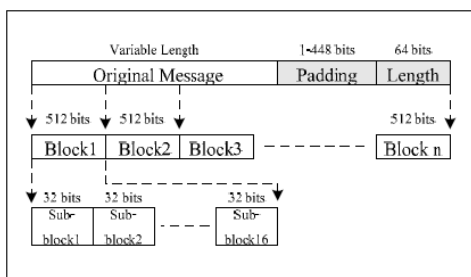 Variable Length 1-448 bits 64 bits
Original Message Padding Length
512 bits 512 bits 512 bits
Block1 Block2 Block3 Block n
32 bits 32 bits 32 bits
Sub- Sub- Sub-
block1 block2 block16